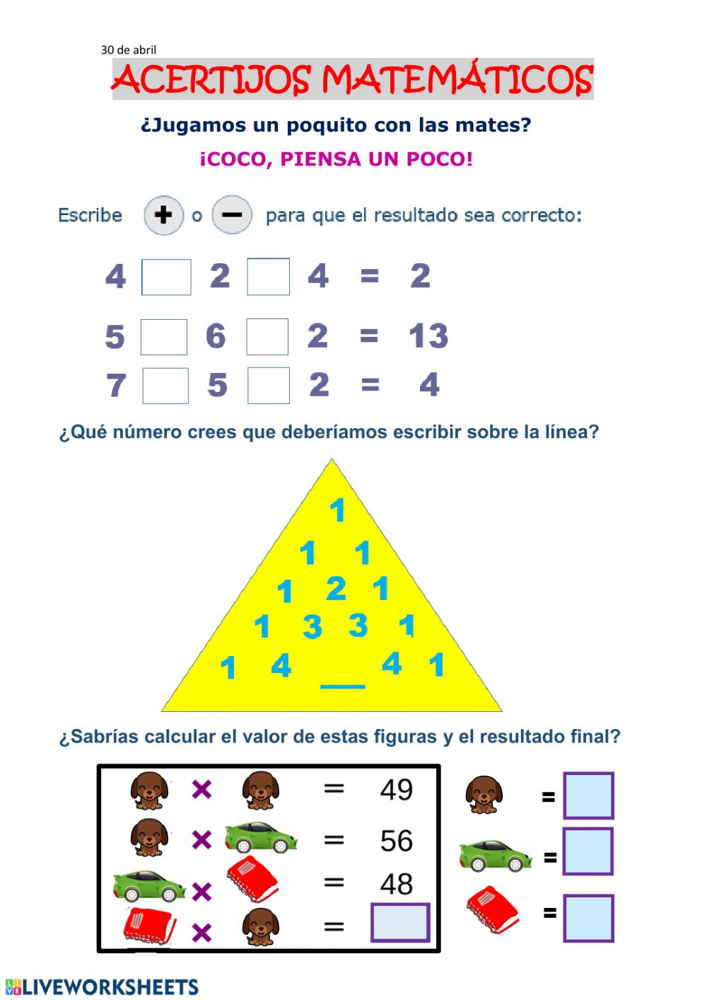 30 de abril
ACERTIJOS MATEMÁTICOS
¿Jugamos un poquito con las mates?
¡COCO, PIENSA UN POCO!
Escribe + o − para que el resultado sea correcto:
4 2 4 = 2
5 6 2 = 13
7 5 2 = 4
¿Qué número crees que deberíamos escribir sobre la línea?
1
1 1
1 2 1
1 3 3 1
1 4 __ 4 1
¿Sabrías calcular el valor de estas figuras y el resultado final?
× = 49
× = 56
× = 48
× =
=
=
=
LIVE LIVEWORKSHEETS